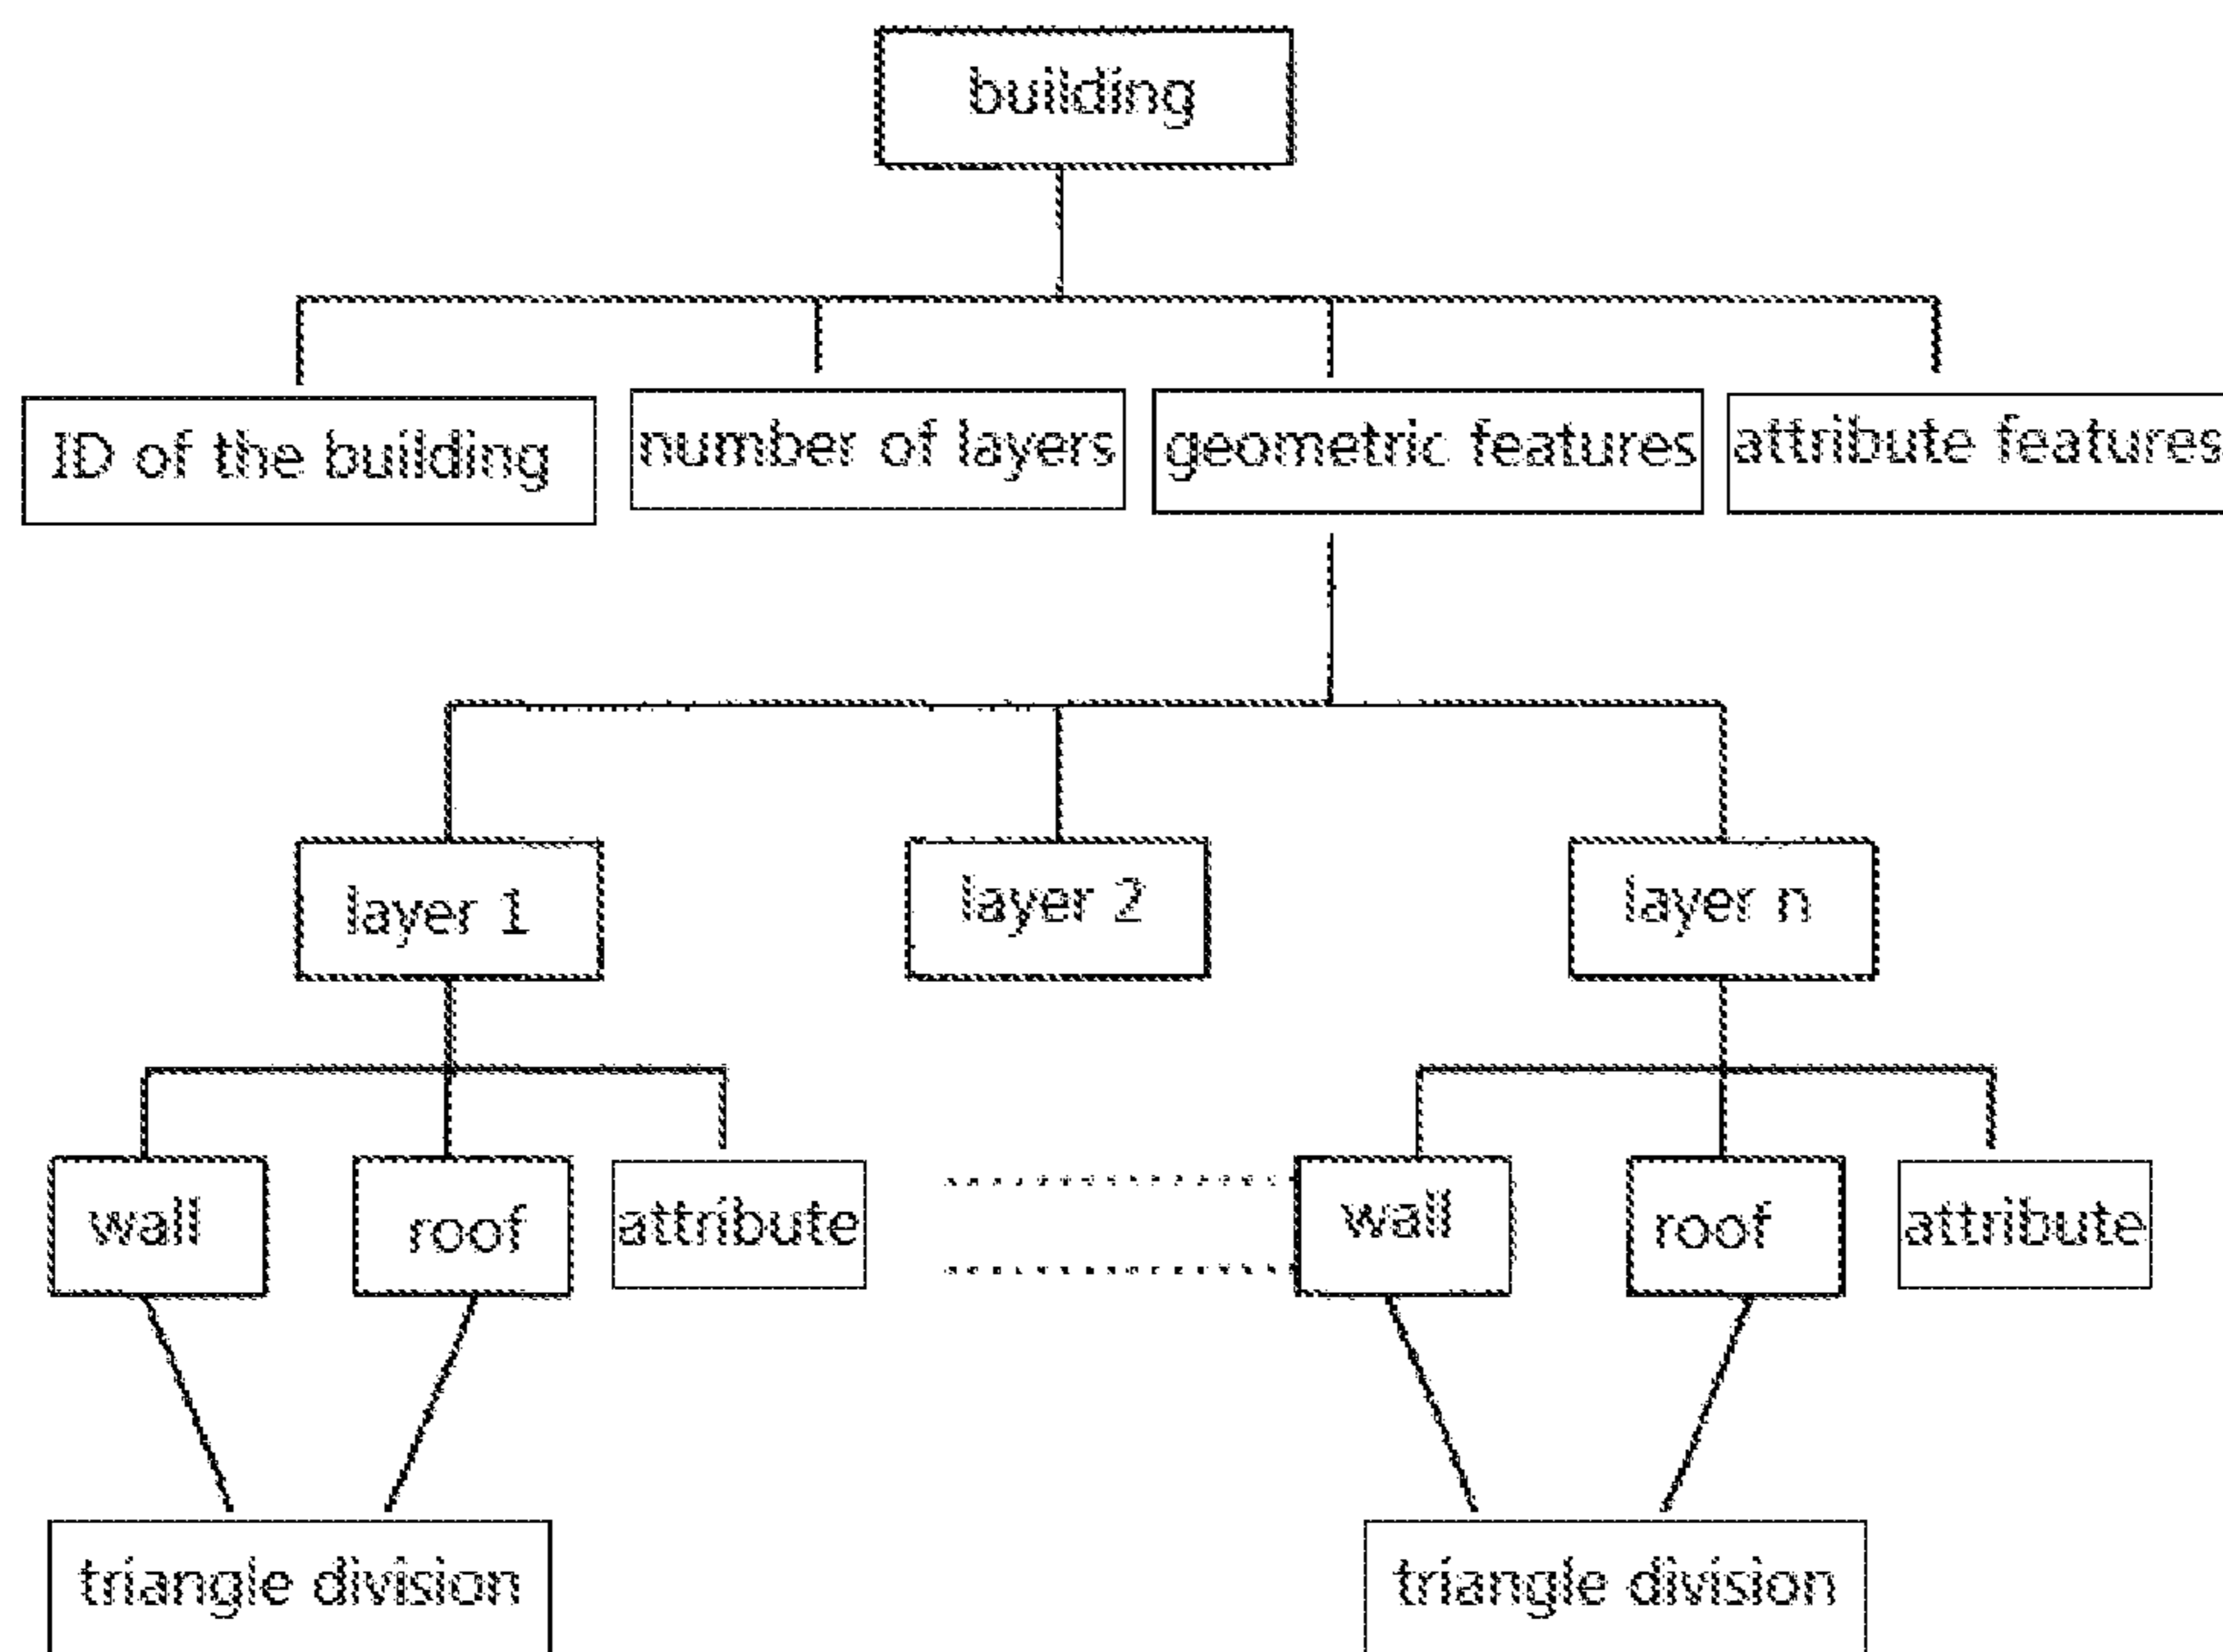 building
ID of the building
number of layers
geometric features
attribute features
layer 1
layer 2
layer n
wall
roof
attribute
wall
roof
attribute
triangle division
triangle division